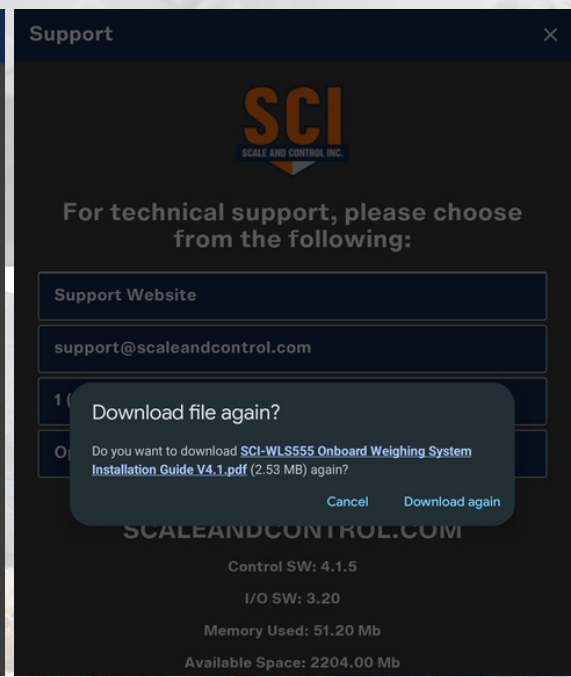 Support
SCI
SCALE AND CONTROL INC.
For technical support, please choose
from the following:
Support Website
support@scaleandcontrol.com
1 (
Op
Download file again?
Do you want to download SCI-WLS555 Onboard Weighing System
Installation Guide V4.1.pdf (2.53 MB) again?
Cancel Download again
SCALEANDCONTROL.COM
Control SW: 4.1.5
I/O SW: 3.20
Memory Used: 51.20 Mb
Available Space: 2204.00 Mb